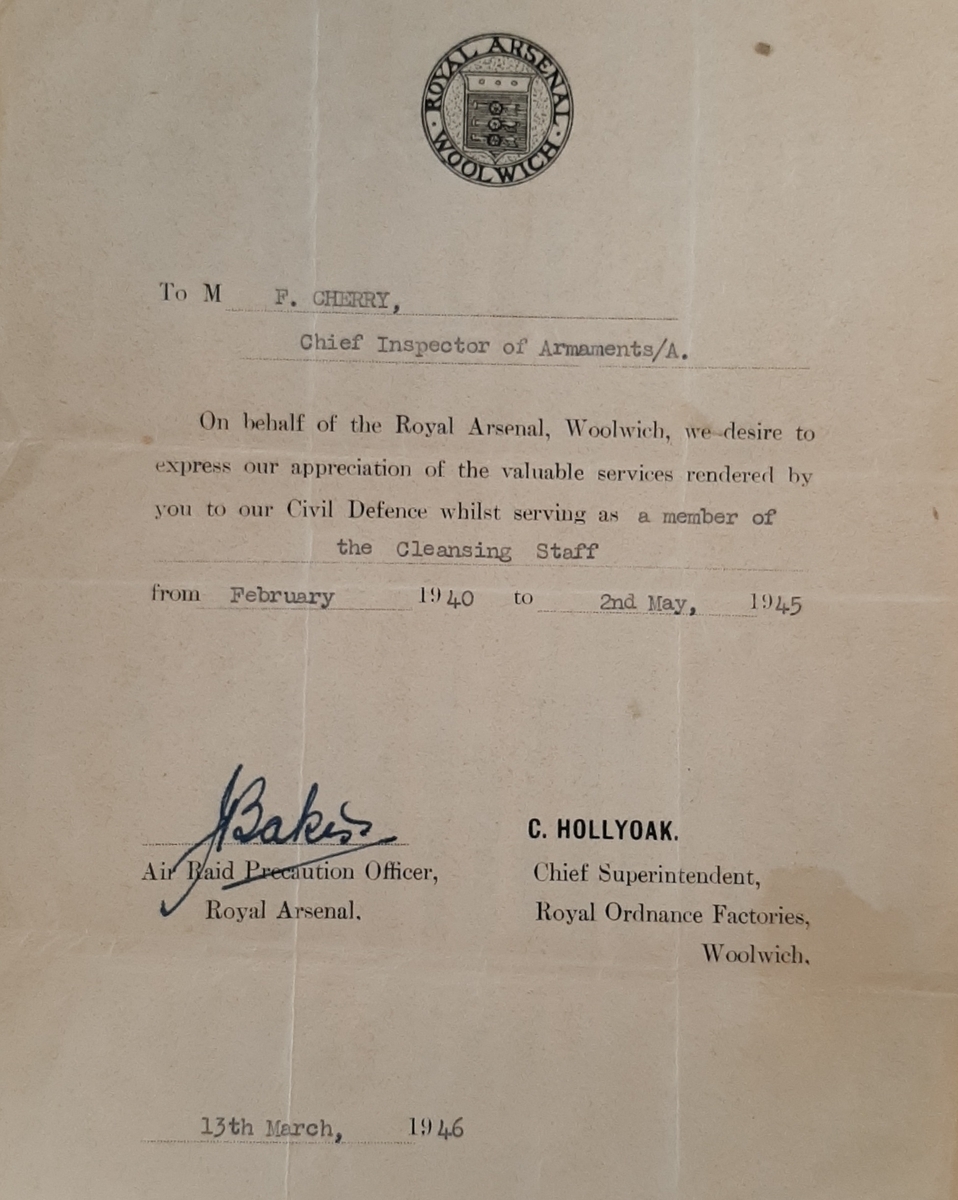 ROYAL ARSENAL
· WOOLWICH ·
To M F. CHERRY,
Chief Inspector of Armaments/A.
On behalf of the Royal Arsenal, Woolwich, we desire to
express our appreciation of the valuable services rendered by
you to our Civil Defence whilst serving as a member of
the Cleansing Staff
from February 1940 to 2nd May, 1945
C. HOLLYOAK.
Air Raid Precaution Officer, Chief Superintendent,
Royal Arsenal. Royal Ordnance Factories,
Woolwich.
13th March, 1946